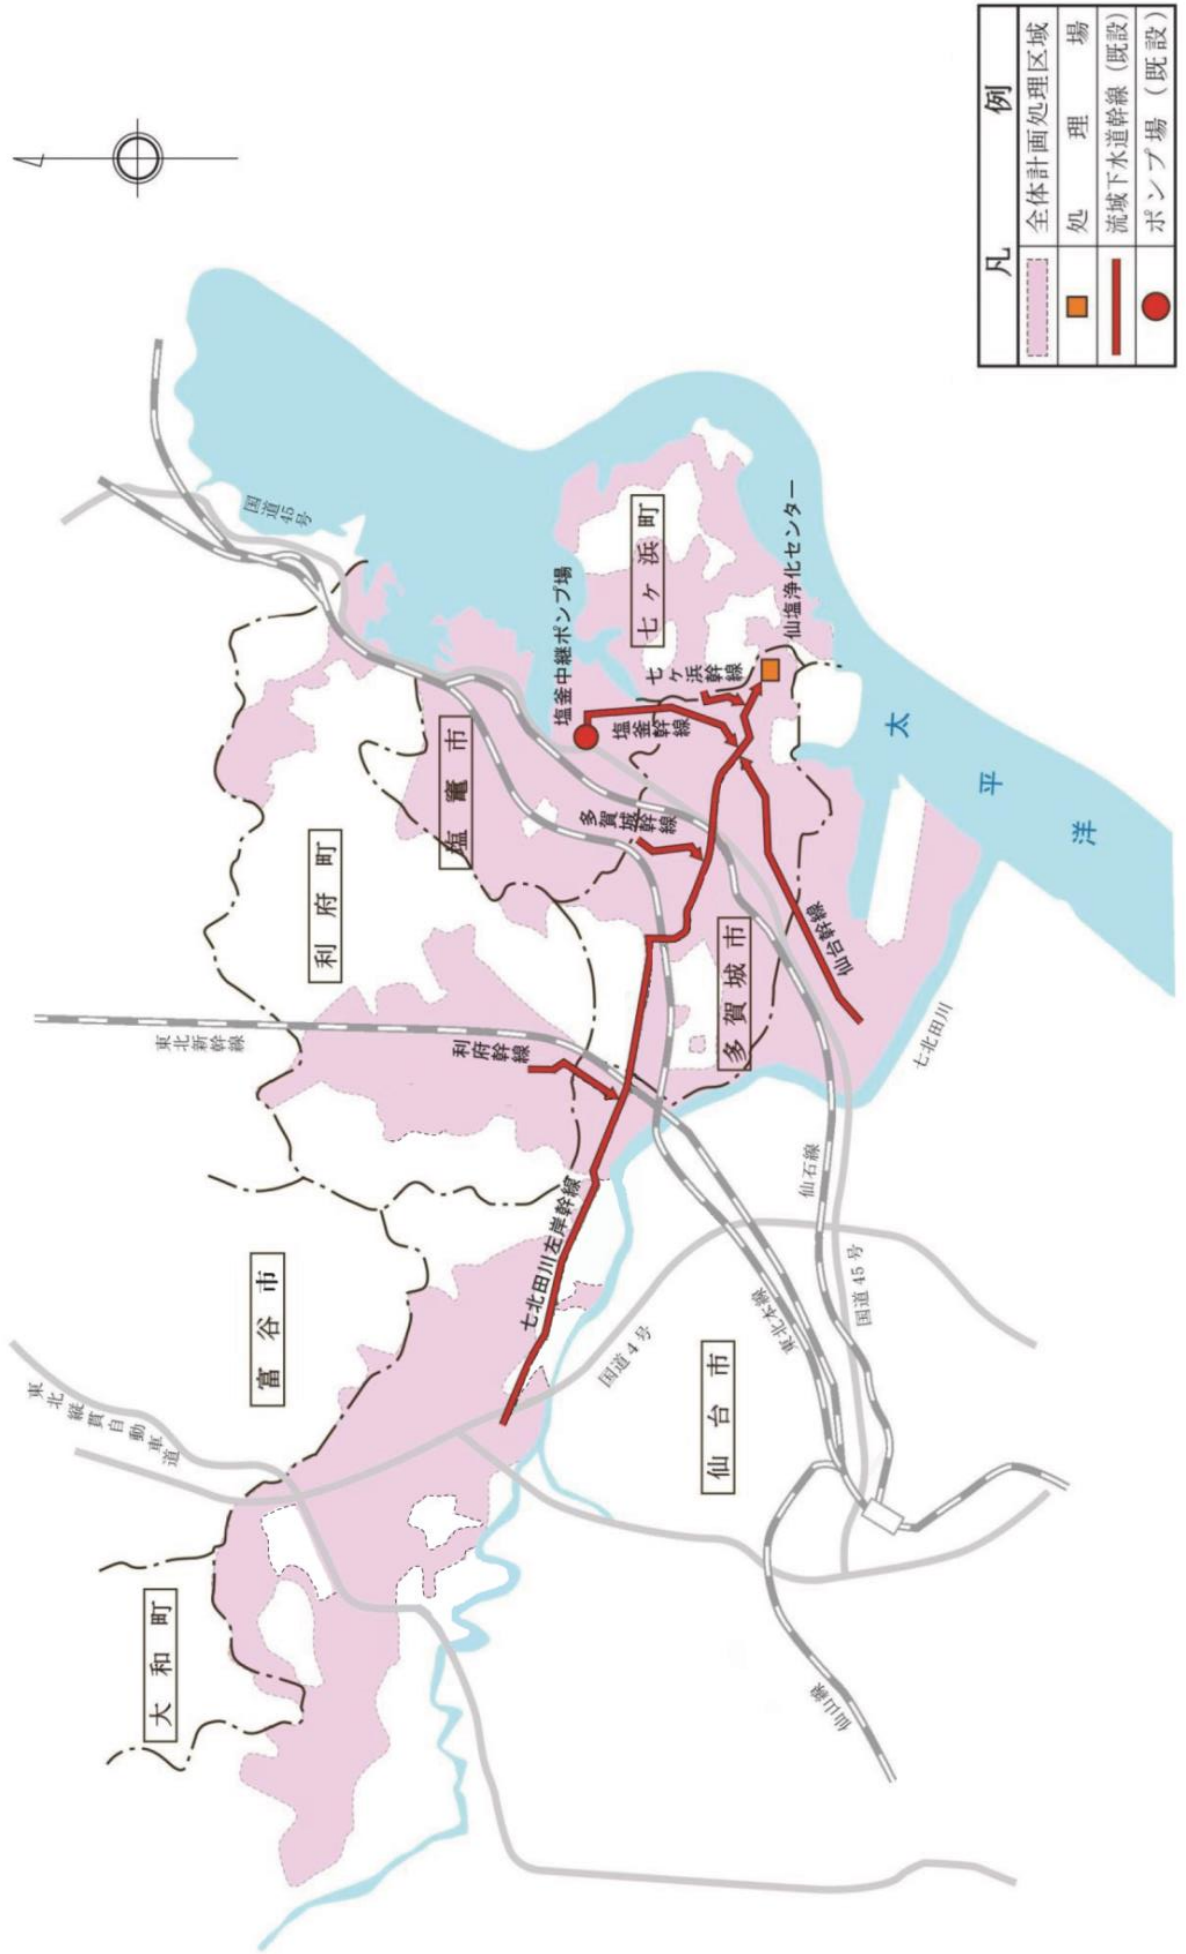 凡 例
全体計画処理区域
処 理 場
流域下水道幹線（既設）
ポンプ場（既設）
大 和 町
富 谷 市
利 府 町
塩 竈 市
七 ヶ 浜 町
多 賀 城 市
仙 台 市
東北縦貫自動車道
東北新幹線
国道45号
利府幹線
多賀城幹線
塩釜幹線
七ヶ浜幹線
塩釜中継ポンプ場
仙塩浄化センター
七北田川左岸幹線
仙台幹線
国道4号
東北本線
仙石線
国道45号
仙山線
七北田川
太 平 洋